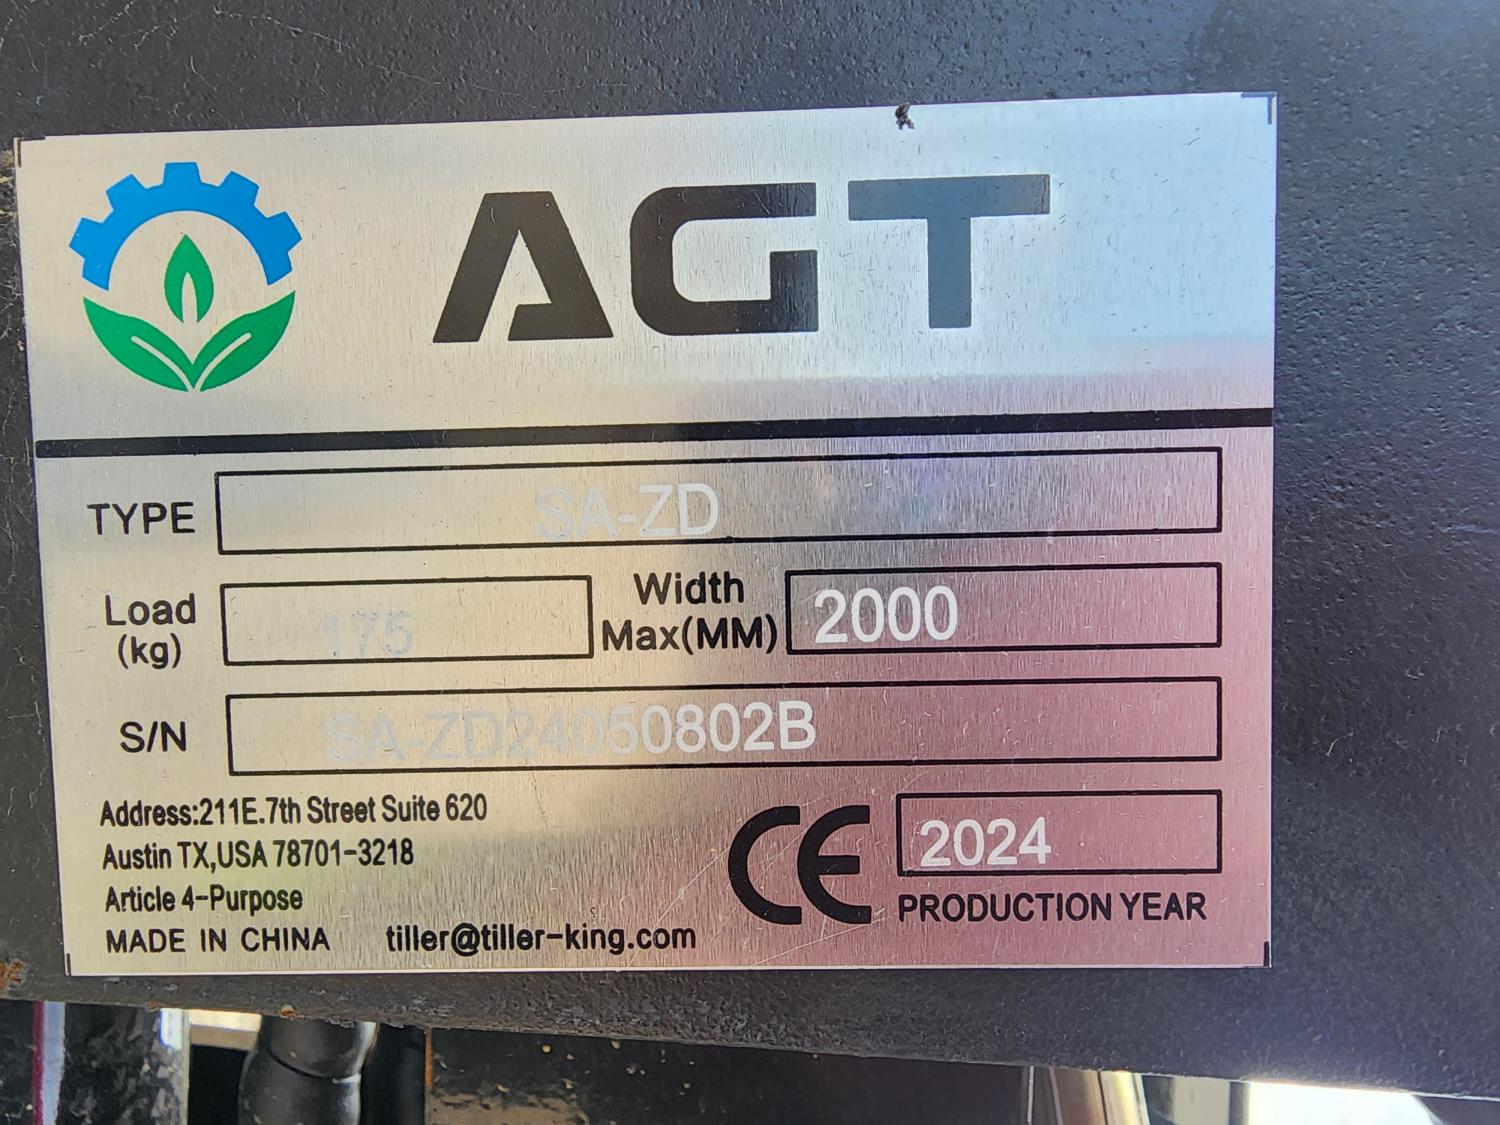 AGT
TYPE SA-ZD
Load (kg) 175 Width Max(MM) 2000
S/N SA-ZD24050802B
Address:211E.7th Street Suite 620
Austin TX,USA 78701-3218
Article 4-Purpose
MADE IN CHINA tiller@tiller-king.com
CE 2024
PRODUCTION YEAR